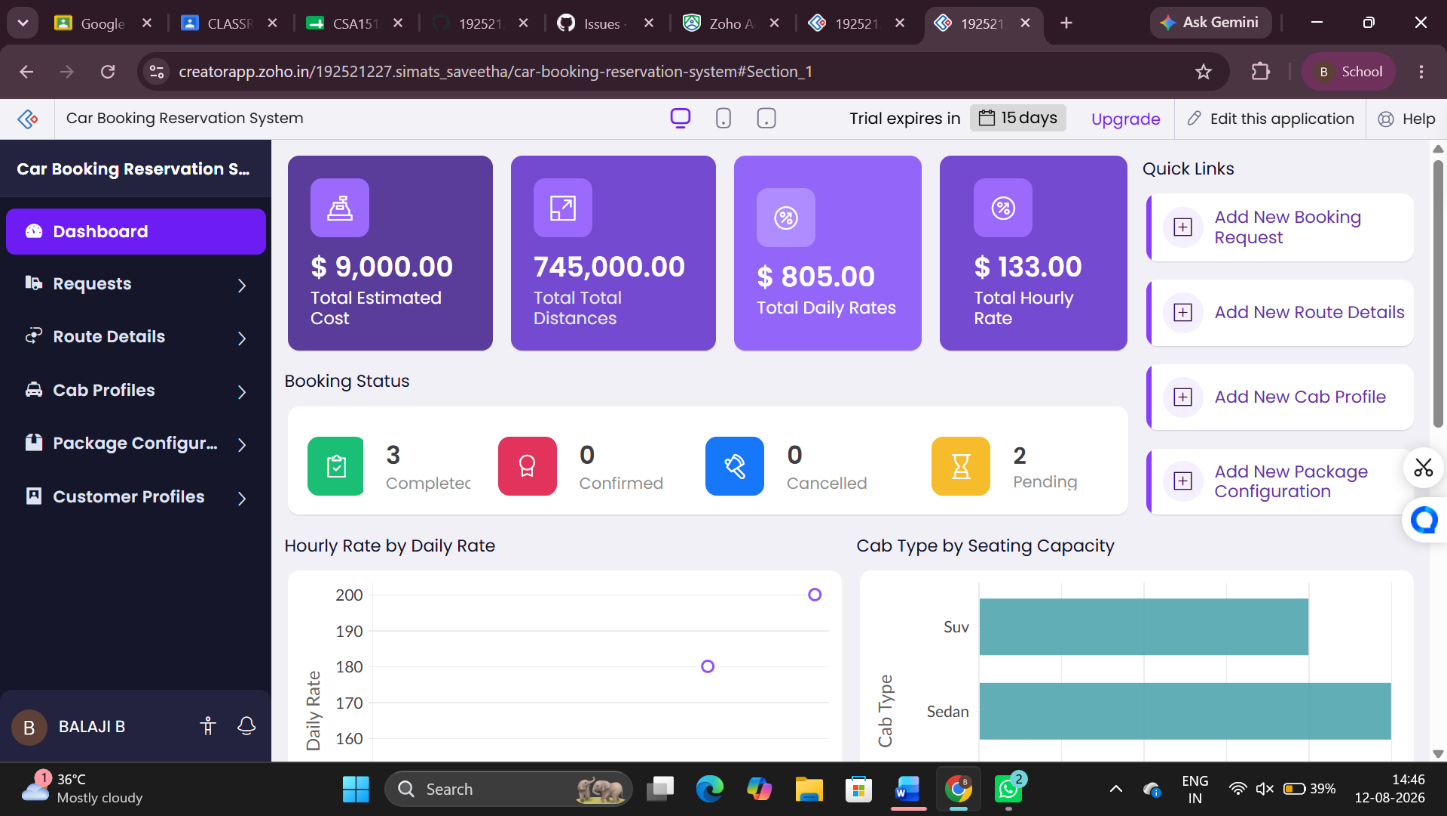 Google
CLASSR
CSA151
192521
Issues
Zoho A
192521
192521
Ask Gemini
creatorapp.zoho.in/192521227.simats_saveetha/car-booking-reservation-system#Section_1
B
School
Car Booking Reservation System
Trial expires in
15 days
Upgrade
Edit this application
Help
Car Booking Reservation S...
Dashboard
Requests
Route Details
Cab Profiles
Package Configur...
Customer Profiles
B
BALAJI B
$ 9,000.00
Total Estimated
Cost
745,000.00
Total Total
Distances
$ 805.00
Total Daily Rates
$ 133.00
Total Hourly
Rate
Quick Links
Add New Booking
Request
Add New Route Details
Add New Cab Profile
Add New Package
Configuration
Booking Status
3
Completed
0
Confirmed
0
Cancelled
2
Pending
Hourly Rate by Daily Rate
200
190
180
170
160
Daily Rate
Cab Type by Seating Capacity
Suv
Sedan
Cab Type
1
36°C
Mostly cloudy
Search
8
2
ENG
IN
39%
14:46
12-08-2026